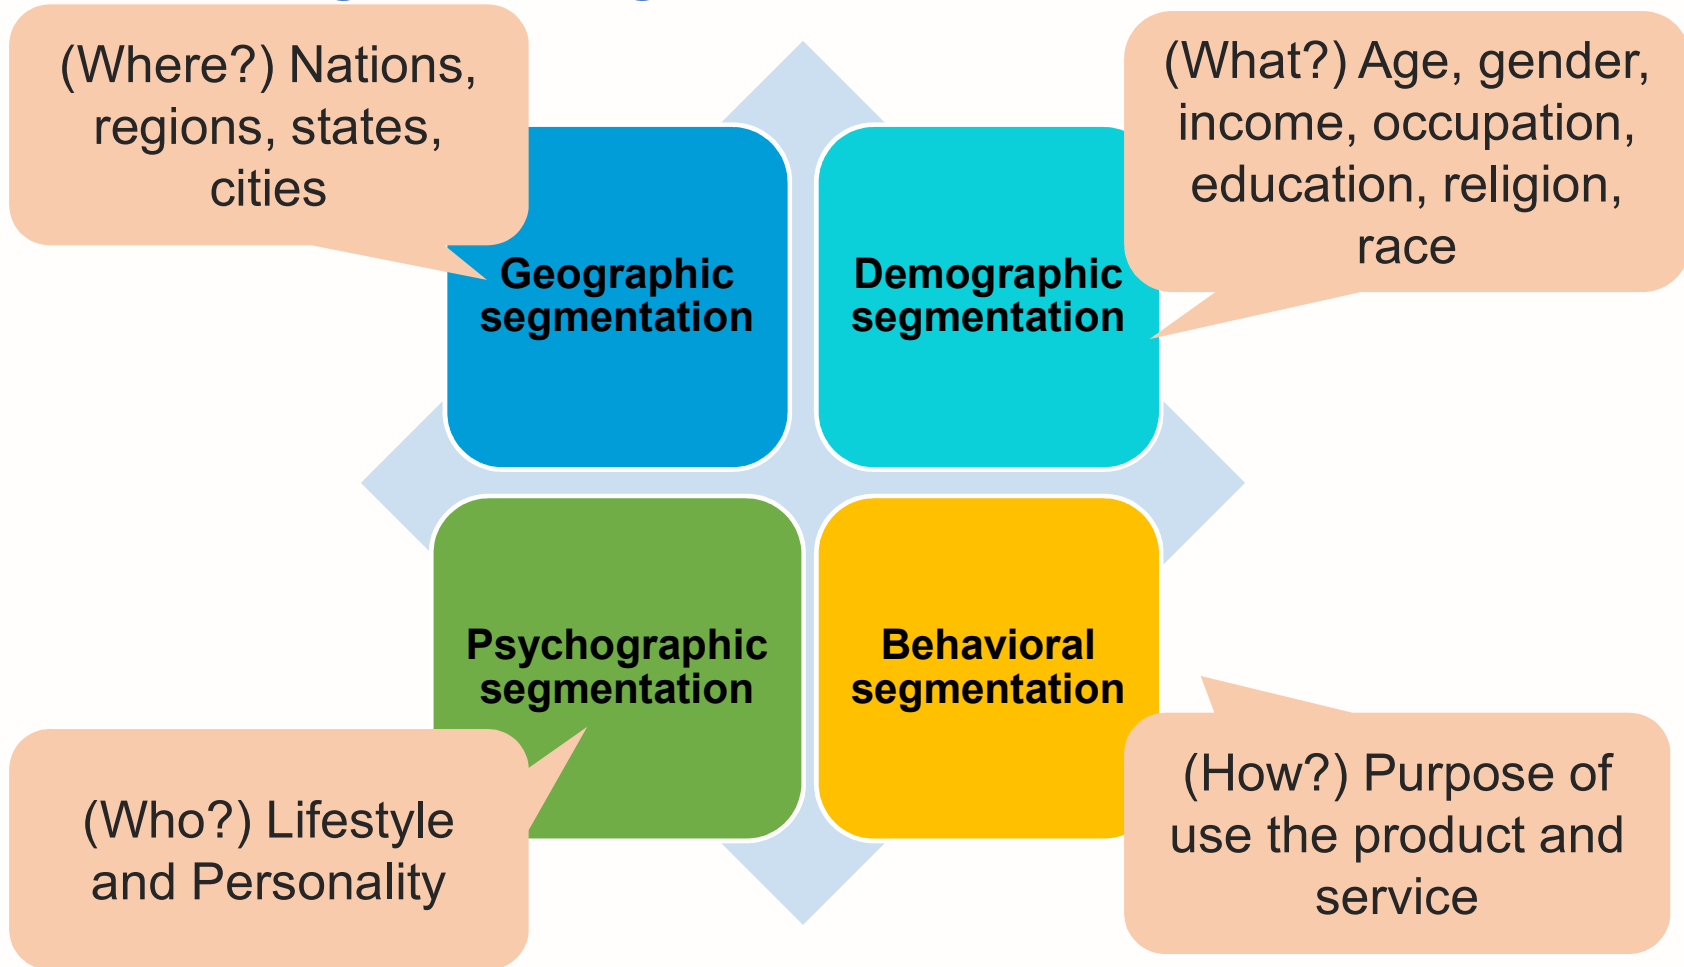 (Where?) Nations,
regions, states,
cities
(What?) Age, gender,
income, occupation,
education, religion,
race
Geographic
segmentation
Demographic
segmentation
Psychographic
segmentation
Behavioral
segmentation
(Who?) Lifestyle
and Personality
(How?) Purpose of
use the product and
service